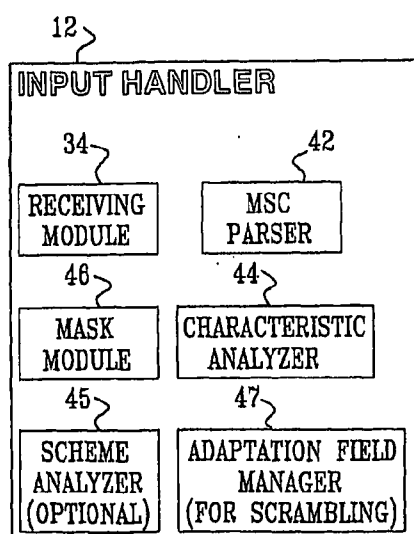 12
INPUT HANDLER
34
42
RECEIVING
MODULE
MSC
PARSER
46
44
MASK
MODULE
CHARACTERISTIC
ANALYZER
45
47
SCHEME
ANALYZER
(OPTIONAL)
ADAPTATION FIELD
MANAGER
(FOR SCRAMBLING)